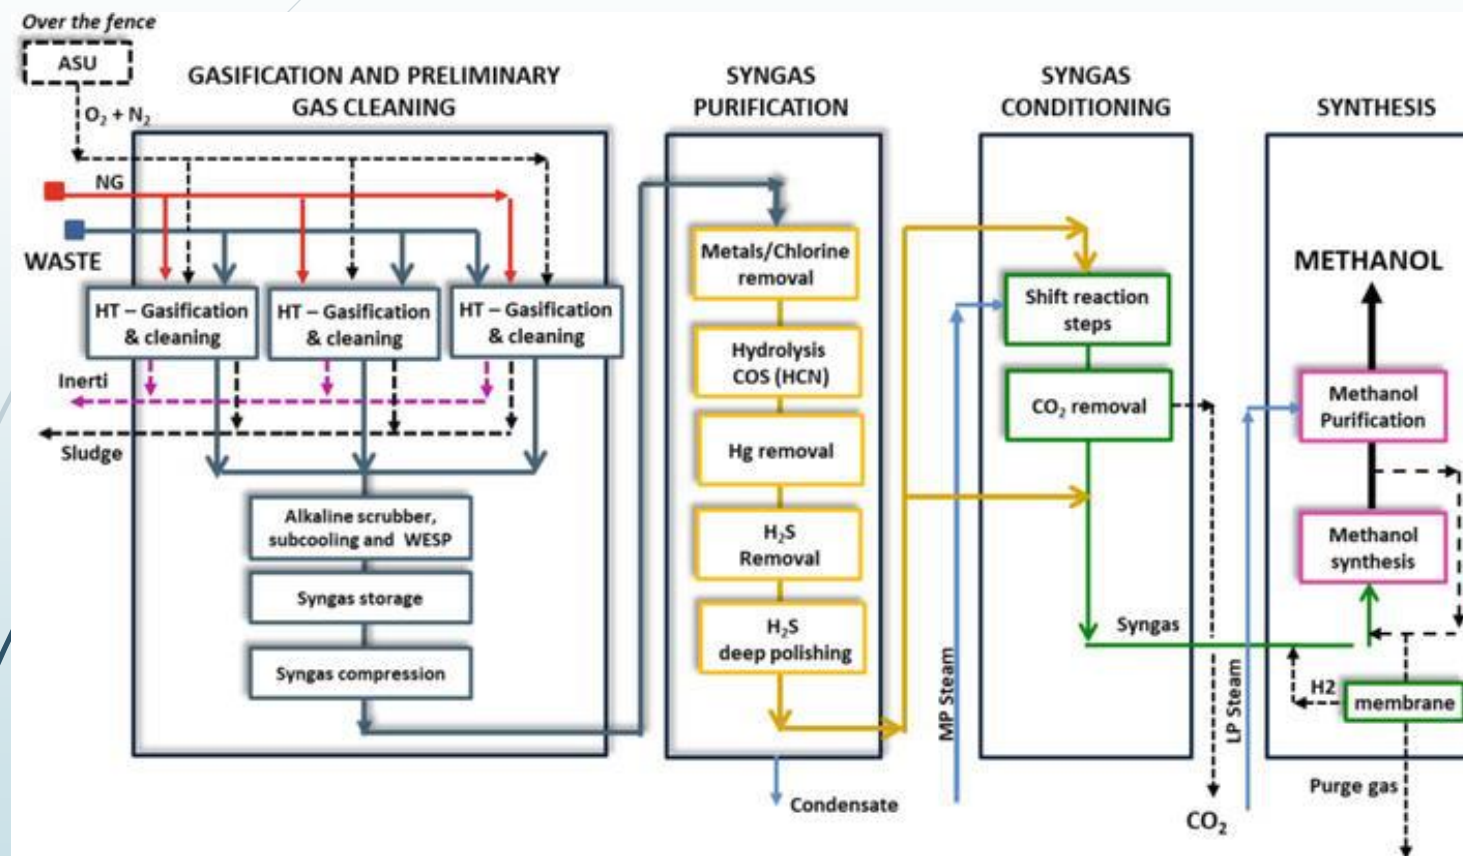 Over the fence
ASU
O₂ + N₂
GASIFICATION AND PRELIMINARY
GAS CLEANING
NG
WASTE
HT – Gasification
& cleaning
HT – Gasification
& cleaning
HT – Gasification
& cleaning
Inerti
Sludge
Alkaline scrubber,
subcooling and WESP
Syngas storage
Syngas compression
SYNGAS
PURIFICATION
Metals/Chlorine
removal
Hydrolysis
COS (HCN)
Hg removal
H₂S
Removal
H₂S
deep polishing
Condensate
SYNGAS
CONDITIONING
MP Steam
Shift reaction
steps
CO₂ removal
Syngas
CO₂
SYNTHESIS
METHANOL
Methanol
Purification
Methanol
synthesis
LP Steam
H2
membrane
Purge gas